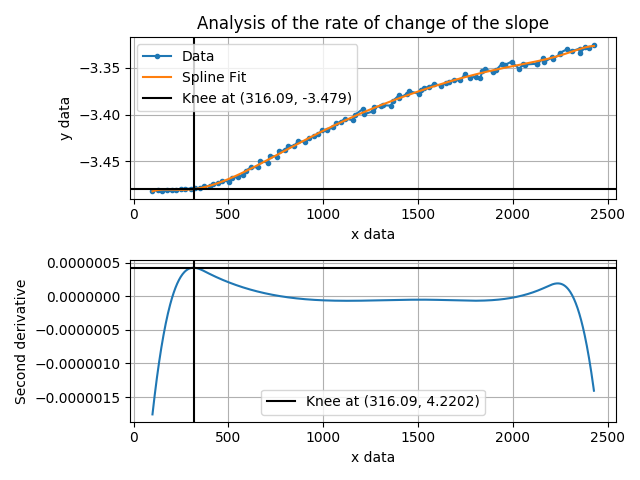 Analysis of the rate of change of the slope
Data
Spline Fit
Knee at (316.09, -3.479)
y data
−3.35
−3.40
−3.45
0 500 1000 1500 2000 2500
x data
Second derivative
0.0000005
0.0000000
−0.0000005
−0.0000010
−0.0000015
Knee at (316.09, 4.2202)
0 500 1000 1500 2000 2500
x data